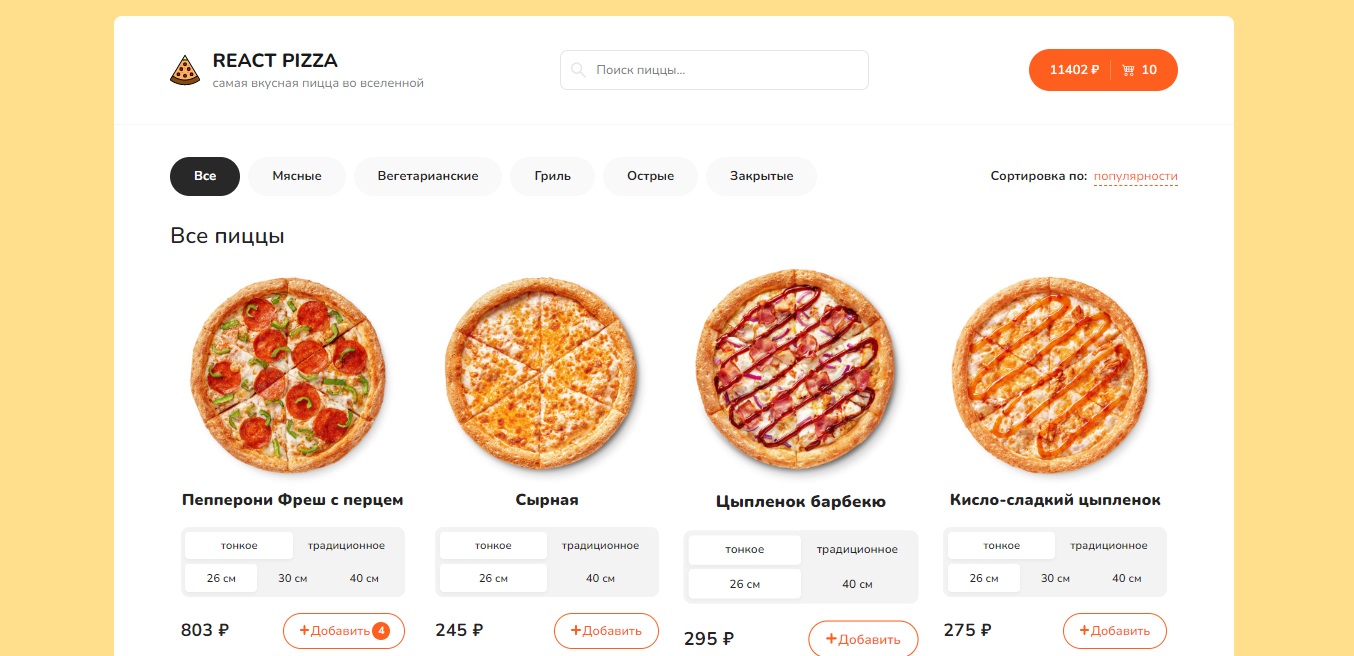 REACT PIZZA
самая вкусная пицца во вселенной
Поиск пиццы...
11402 ₽ 10
Все Мясные Вегетарианские Гриль Острые Закрытые
Сортировка по: популярности
Все пиццы
Пепперони Фреш с перцем
тонкое традиционное
26 см 30 см 40 см
803 ₽ +Добавить 4
Сырная
тонкое традиционное
26 см 40 см
245 ₽ +Добавить
Цыпленок барбекю
тонкое традиционное
26 см 40 см
295 ₽ +Добавить
Кисло-сладкий цыпленок
тонкое традиционное
26 см 30 см 40 см
275 ₽ +Добавить